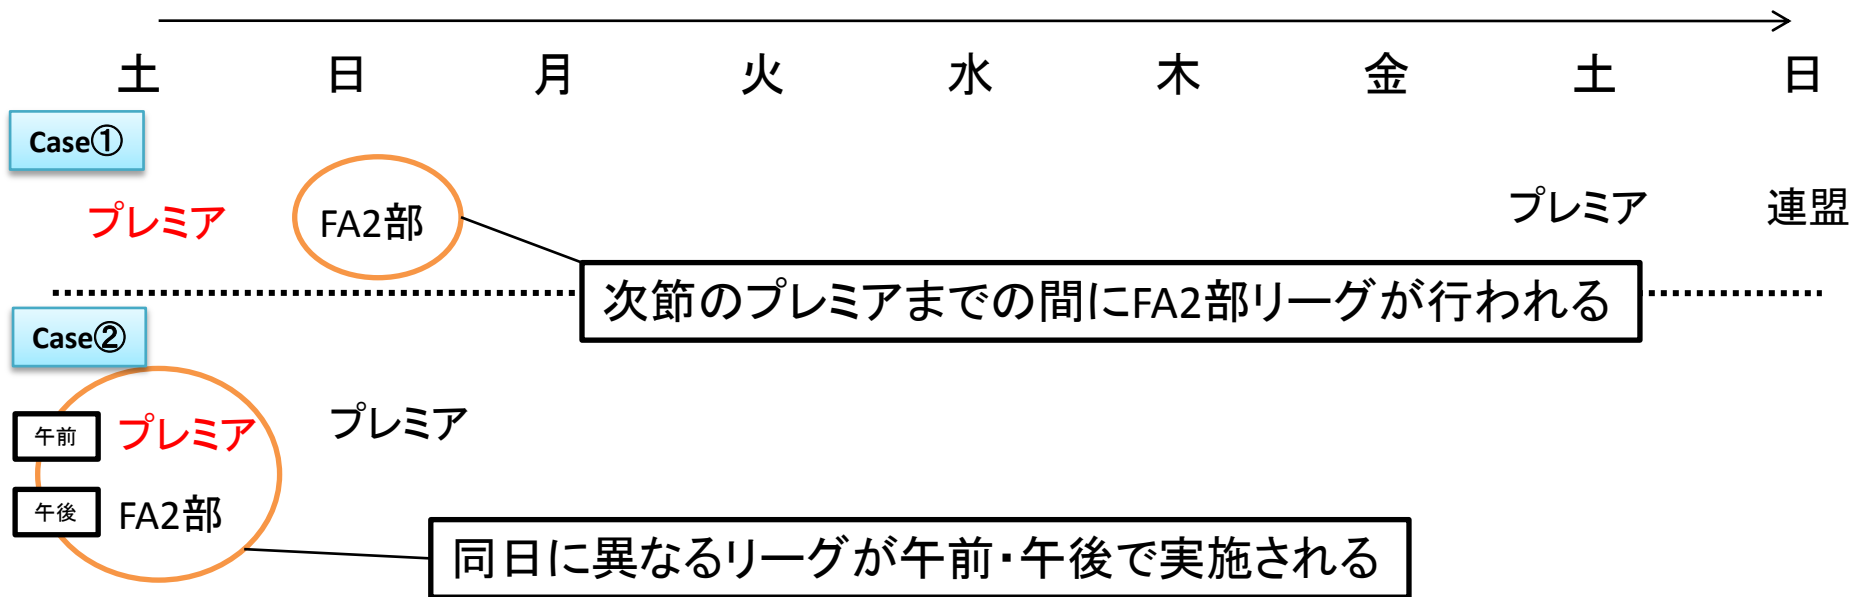 土 日 月 火 水 木 金 土 日
Case①
プレミア FA2部 プレミア 連盟
次節のプレミアまでの間にFA2部リーグが行われる
Case②
午前 プレミア プレミア
午後 FA2部
同日に異なるリーグが午前・午後で実施される